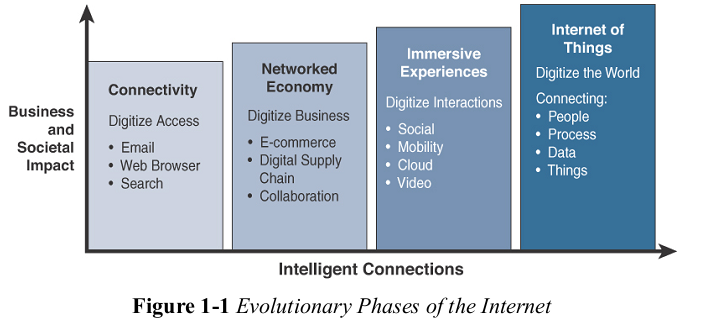 Business
and
Societal
Impact
Connectivity
Digitize Access
• Email
• Web Browser
• Search
Networked
Economy
Digitize Business
• E-commerce
• Digital Supply
Chain
• Collaboration
Immersive
Experiences
Digitize Interactions
• Social
• Mobility
• Cloud
• Video
Internet of
Things
Digitize the World
Connecting:
• People
• Process
• Data
• Things
Intelligent Connections
Figure 1-1 Evolutionary Phases of the Internet